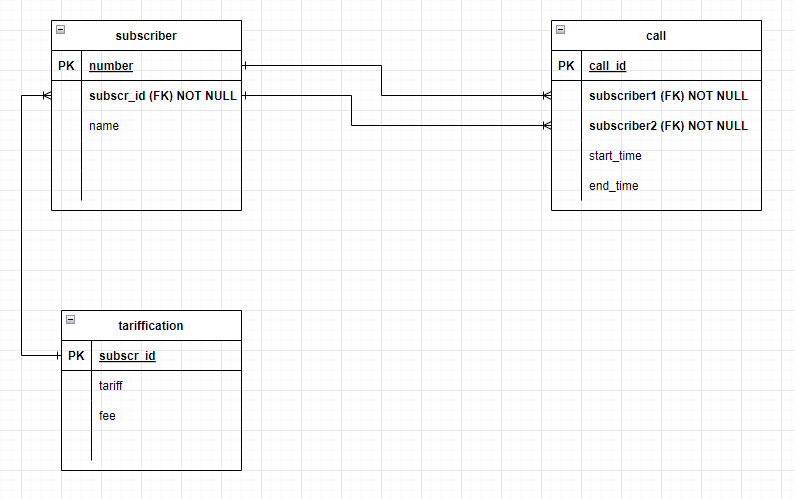 subscriber
PK number
subscr_id (FK) NOT NULL
name
call
PK call_id
subscriber1 (FK) NOT NULL
subscriber2 (FK) NOT NULL
start_time
end_time
tariffication
PK subscr_id
tariff
fee